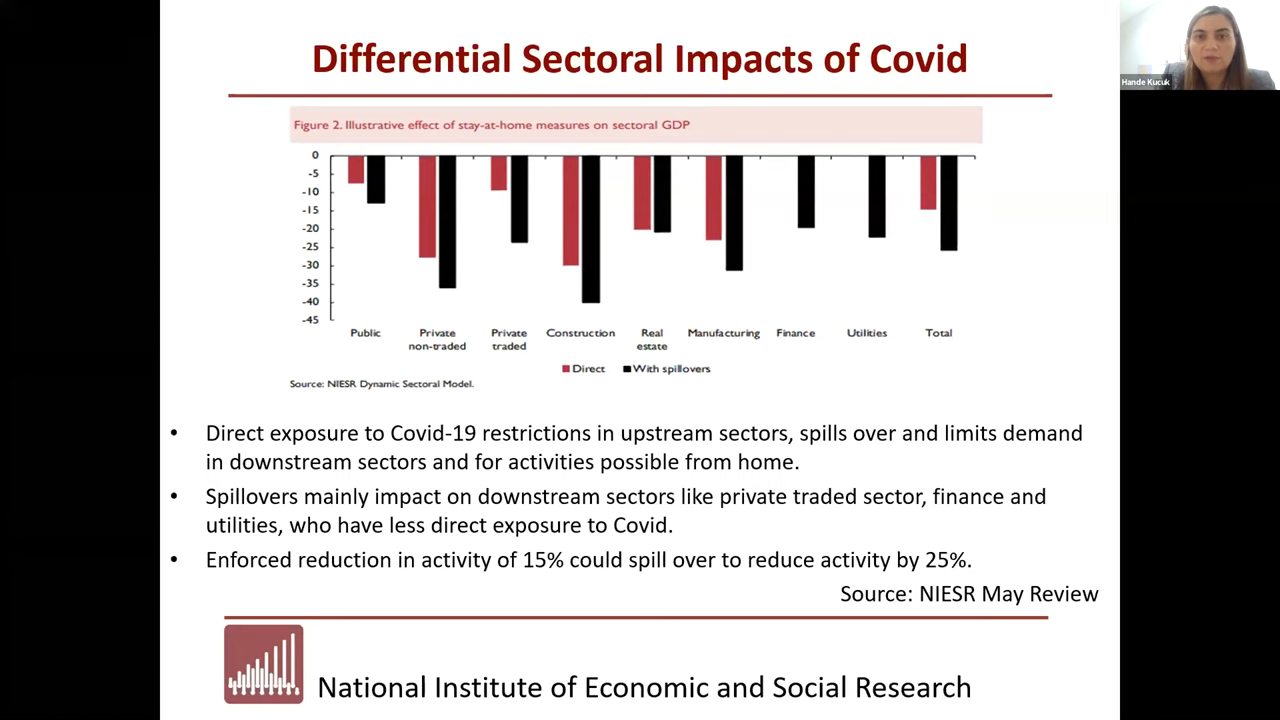 Differential Sectoral Impacts of Covid
Hande Kucuk
Figure 2. Illustrative effect of stay-at-home measures on sectoral GDP
0
-5
-10
-15
-20
-25
-30
-35
-40
-45
Public
Private non-traded
Private traded
Construction
Real estate
Manufacturing
Finance
Utilities
Total
Direct
With spillovers
Source: NIESR Dynamic Sectoral Model.
• Direct exposure to Covid-19 restrictions in upstream sectors, spills over and limits demand
in downstream sectors and for activities possible from home.
• Spillovers mainly impact on downstream sectors like private traded sector, finance and
utilities, who have less direct exposure to Covid.
• Enforced reduction in activity of 15% could spill over to reduce activity by 25%.
Source: NIESR May Review
National Institute of Economic and Social Research